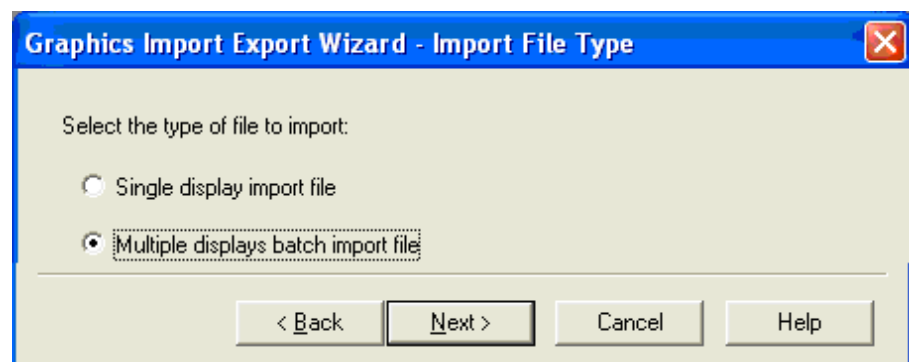 Graphics Import Export Wizard - Import File Type
Select the type of file to import:
Single display import file
Multiple displays batch import file
< Back Next > Cancel Help